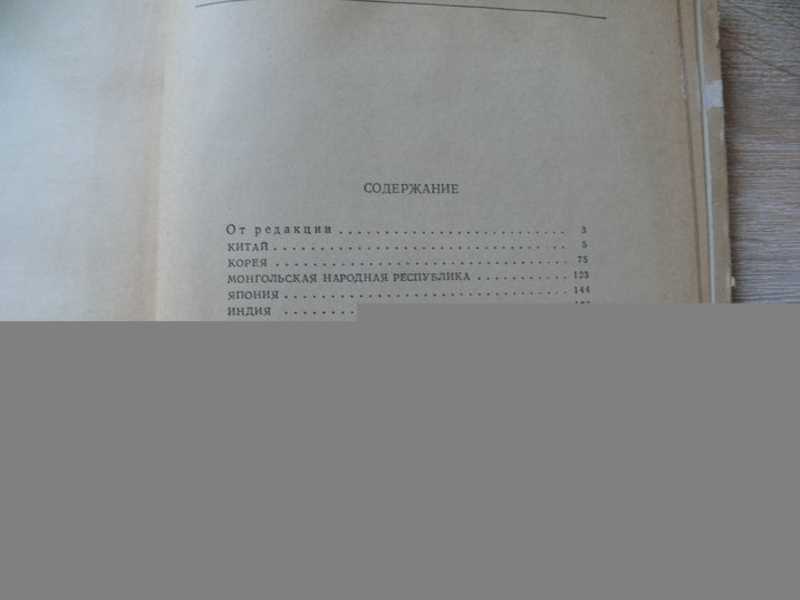 СОДЕРЖАНИЕ
От редакции . . . . . . . . . . . . . . . . . . . . . . . . . 3
КИТАЙ . . . . . . . . . . . . . . . . . . . . . . . . . . . . . . . . 5
КОРЕЯ . . . . . . . . . . . . . . . . . . . . . . . . . . . . . . . . 75
МОНГОЛЬСКАЯ НАРОДНАЯ РЕСПУБЛИКА . . . . . . . . . . 123
ЯПОНИЯ . . . . . . . . . . . . . . . . . . . . . . . . . . . . . . . 144
ИНДИЯ . . . . . . . .